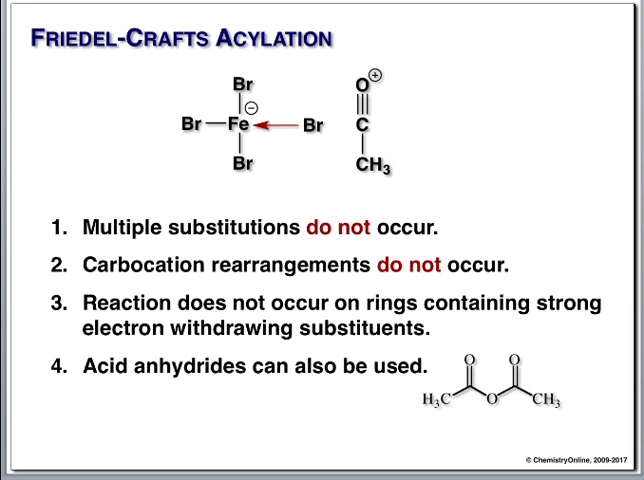 FRIEDEL-CRAFTS ACYLATION
Br
Br Fe Br
Br
O
C
CH3
1. Multiple substitutions do not occur.
2. Carbocation rearrangements do not occur.
3. Reaction does not occur on rings containing strong
electron withdrawing substituents.
4. Acid anhydrides can also be used.
O O
H3C O CH3
© ChemistryOnline, 2009-2017